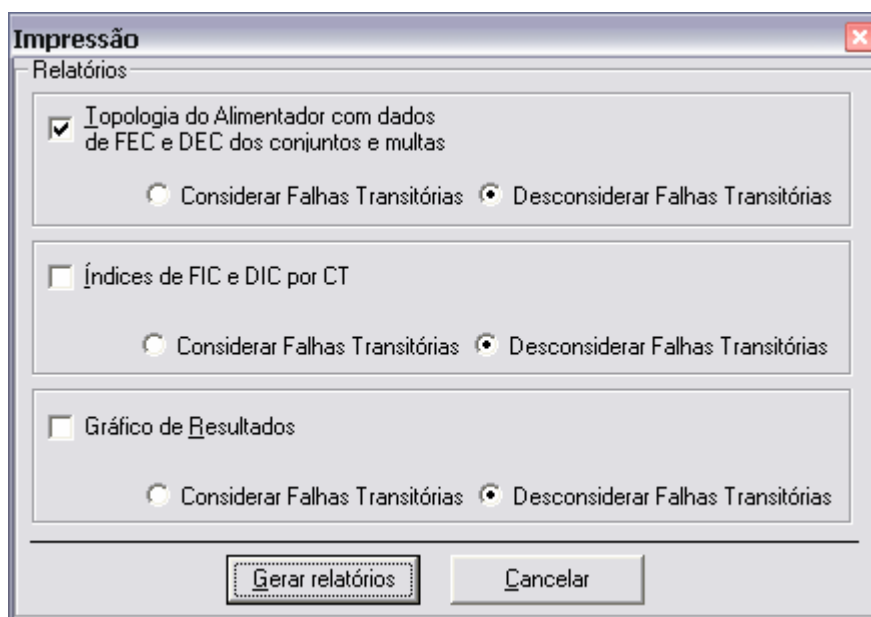 Impressão
Relatórios
Topologia do Alimentador com dados
de FEC e DEC dos conjuntos e multas
Considerar Falhas Transitórias Desconsiderar Falhas Transitórias
Índices de FIC e DIC por CT
Considerar Falhas Transitórias Desconsiderar Falhas Transitórias
Gráfico de Resultados
Considerar Falhas Transitórias Desconsiderar Falhas Transitórias
Gerar relatórios Cancelar